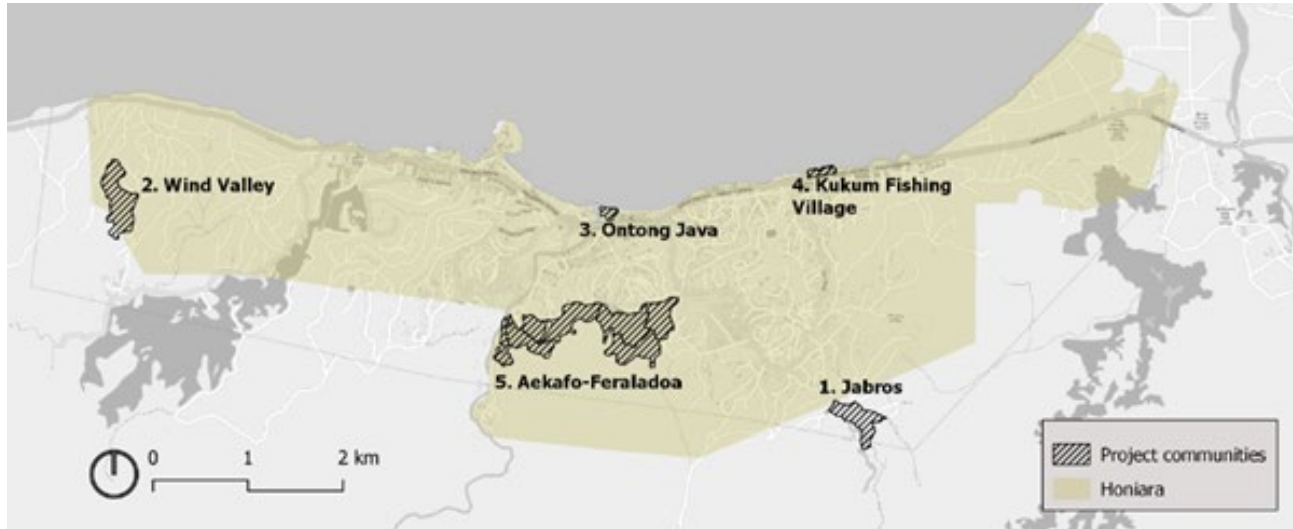 2. Wind Valley
4. Kukum Fishing
Village
3. Ontong Java
5. Aekafo-Feraladoa
1. Jabros
0 1 2 km
Project communities
Honiara